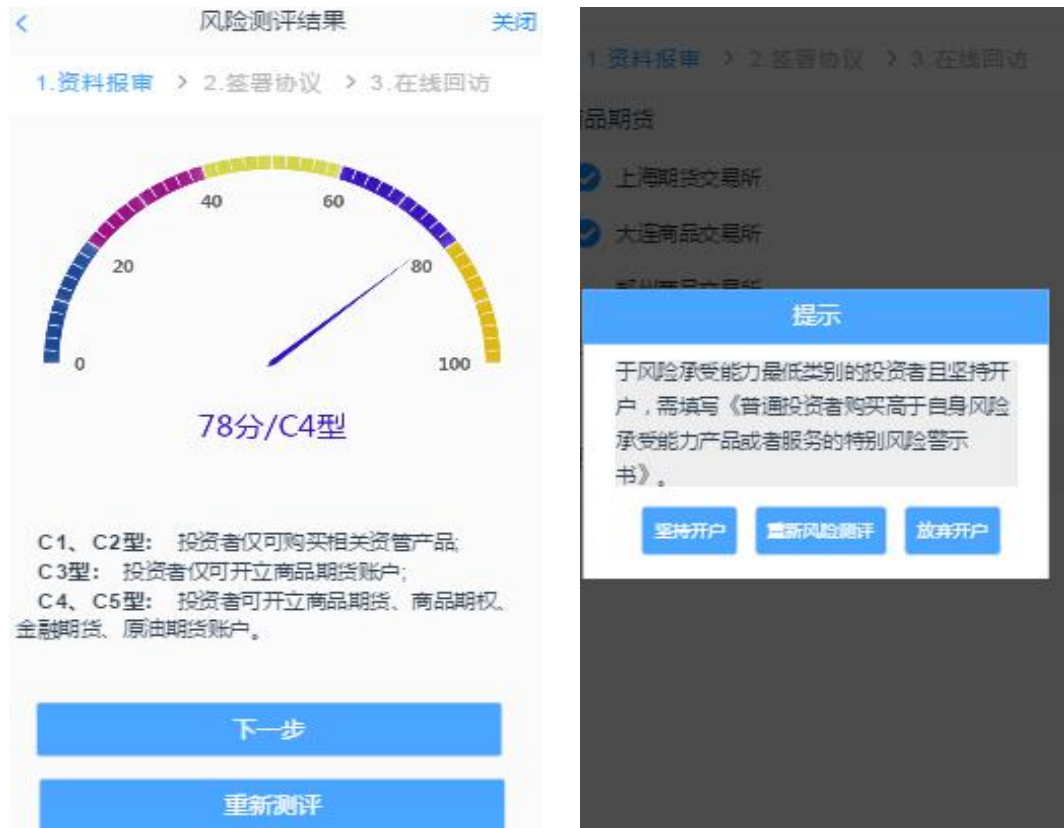 风险测评结果
关闭
1.资料报审 > 2.签署协议 > 3.在线回访
0
20
40
60
80
100
78分/C4型
C1、C2型： 投资者仅可购买相关资管产品;
C3型： 投资者仅可开立商品期货账户;
C4、C5型： 投资者可开立商品期货、商品期权、
金融期货、原油期货账户。
下一步
重新测评
1.资料报审 > 2.签署协议 > 3.在线回访
品期货
上海期货交易所
大连商品交易所
郑州商品交易所
提示
于风险承受能力最低类别的投资者且坚持开
户，需填写《普通投资者购买高于自身风险
承受能力产品或者服务的特别风险警示
书》。
坚持开户
重新风险测评
放弃开户